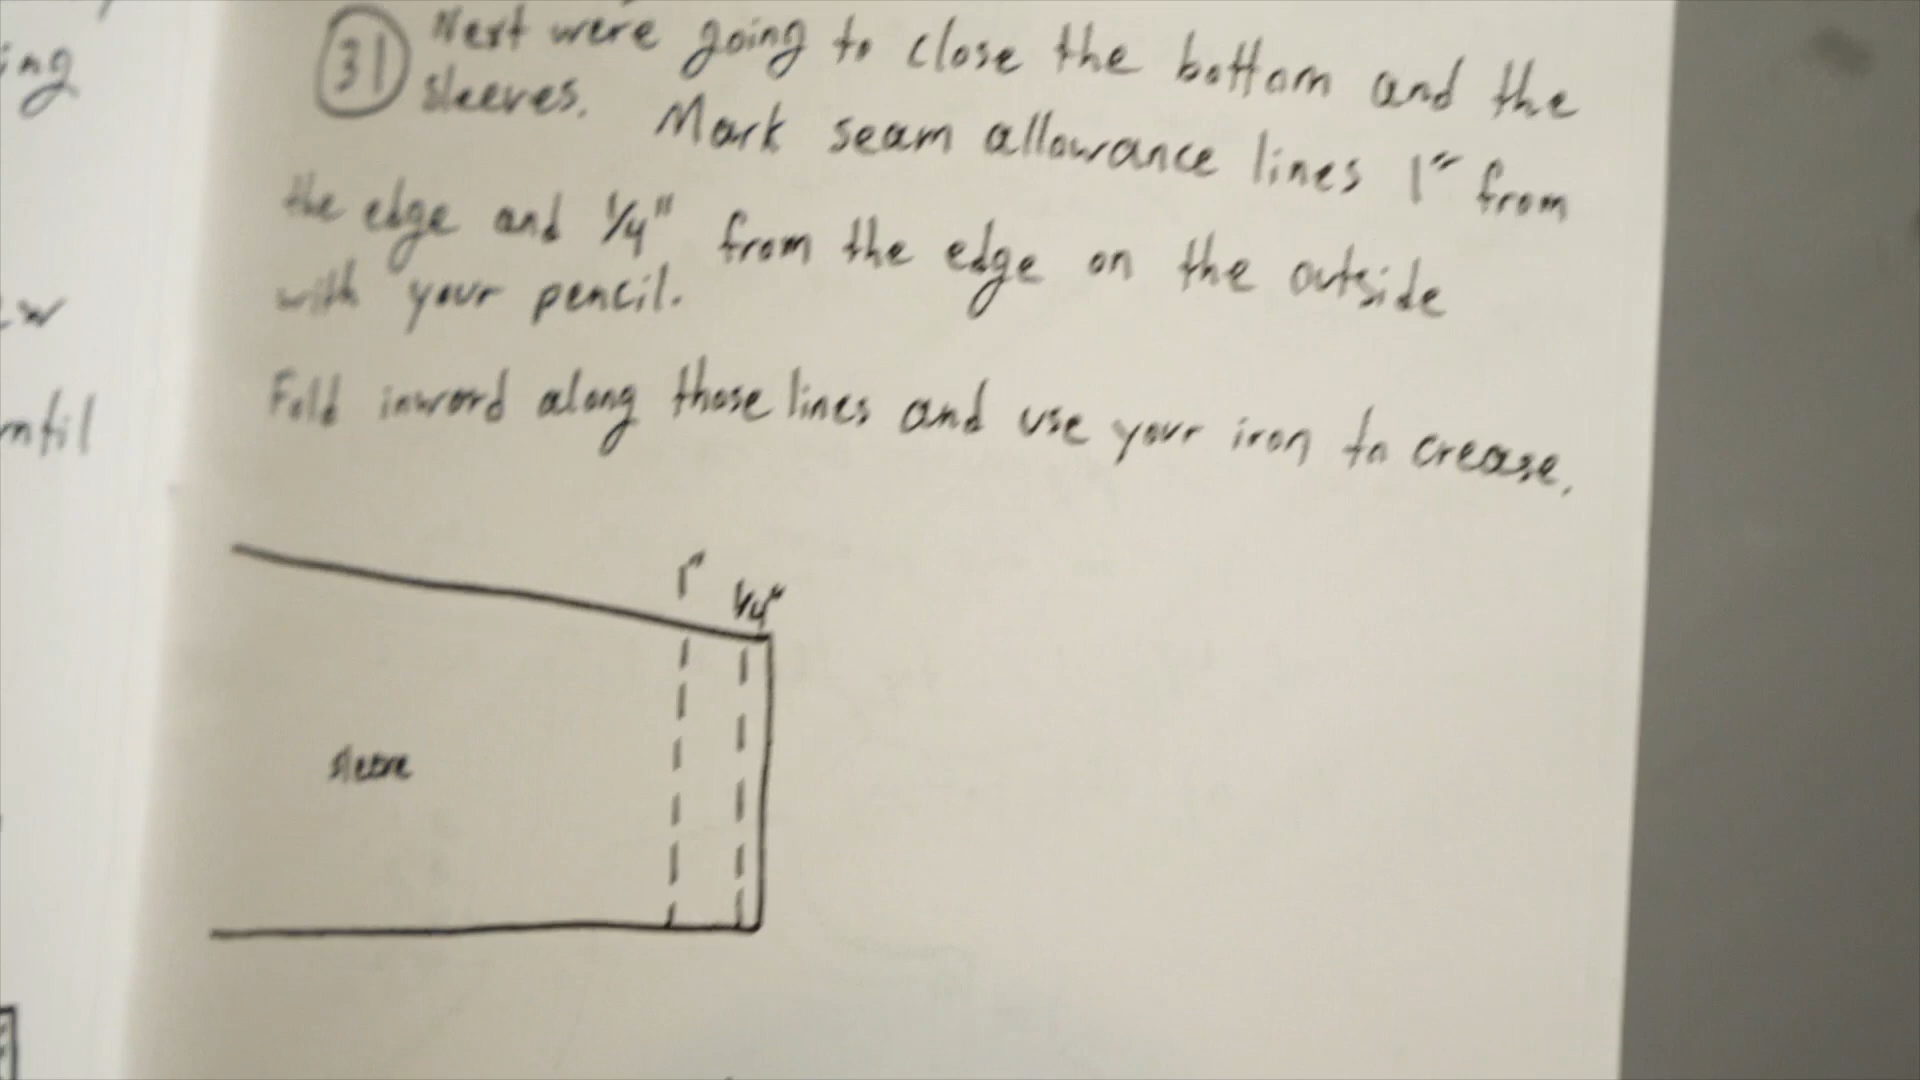 ing
ntil
31
Next were going to close the bottom and the
sleeves. Mark seam allowance lines 1" from
the edge and 1/4" from the edge on the outside
with your pencil.
Fold inword along those lines and use your iron to crease.
1"
1/4"
sleeve